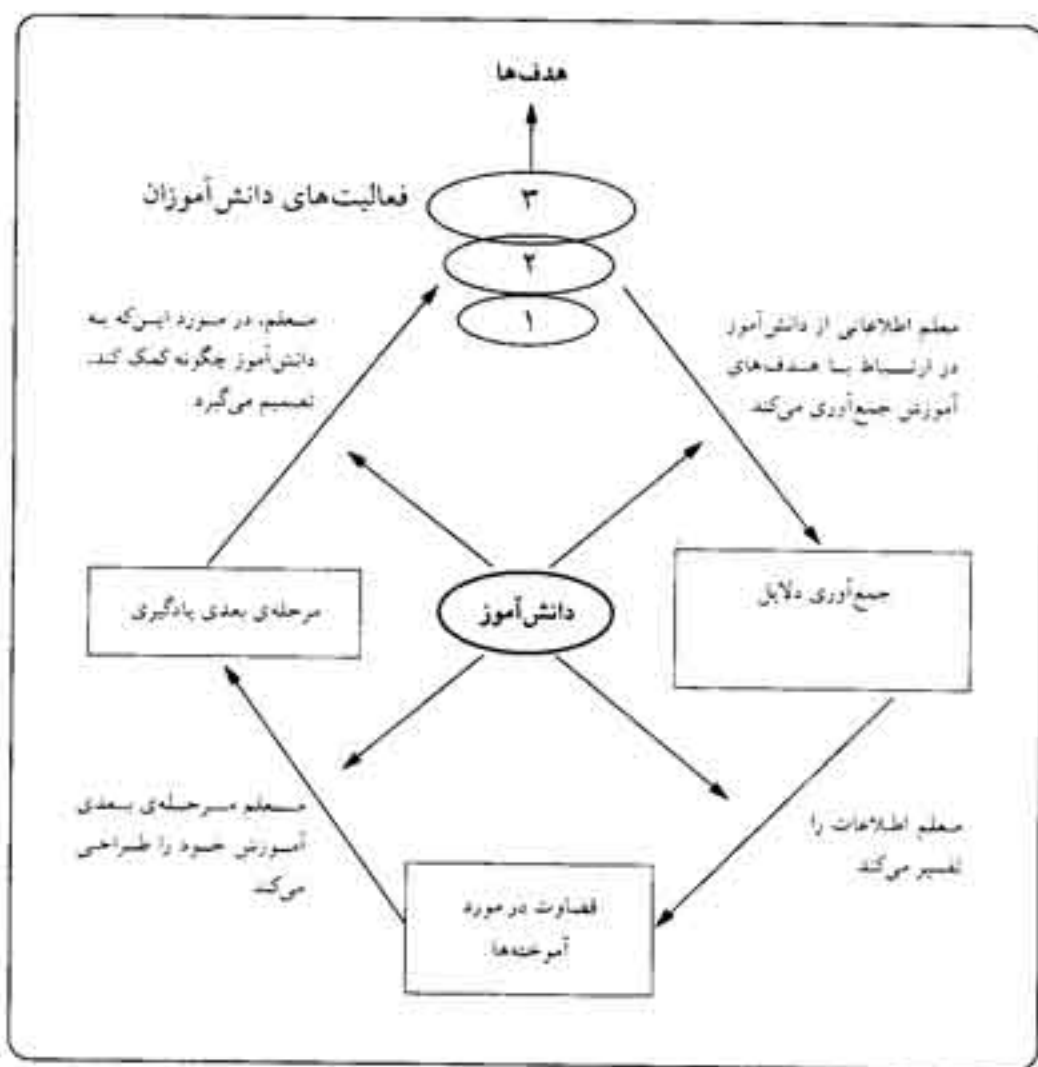 هدف‌ها
۳
فعالیت‌های دانش‌آموزان
۲
۱
معلم اطلاعاتی از دانش‌آموز
در ارتباط با هدف‌های
آموزش جمع‌آوری می‌کند
معلم، در مورد این‌که به
دانش‌آموز چگونه کمک کند،
تصمیم می‌گیرد
جمع‌آوری دلایل
دانش‌آموز
مرحله‌ی بعدی یادگیری
معلم اطلاعات را
تفسیر می‌کند
معلم مرحله‌ی بعدی
آموزش خود را طراحی
می‌کند
قضاوت در مورد
آموخته‌ها